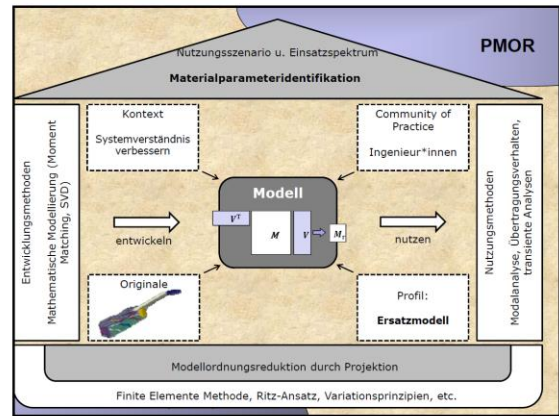 PMOR
Nutzungsszenario u. Einsatzspektrum
Materialparameteridentifikation
Entwicklungsmethoden
Mathematische Modellierung (Moment
Matching, SVD)
Kontext
Systemverständnis
verbessern
Community of
Practice
Ingenieur*innen
Modell
Vᵀ
M
V
Mᵣ
entwickeln
nutzen
Originale
Profil:
Ersatzmodell
Nutzungsmethoden
Modalanalyse, Übertragungsverhalten,
transiente Analysen
Modellordnungsreduktion durch Projektion
Finite Elemente Methode, Ritz-Ansatz, Variationsprinzipien, etc.